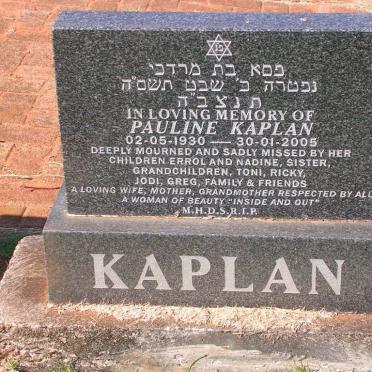 פסא בת מרדכי
נפטרה כ' שבט תשס"ה
ת נ צ ב "ה
IN LOVING MEMORY OF
PAULINE KAPLAN
02-05-1930 — 30-01-2005
DEEPLY MOURNED AND SADLY MISSED BY HER
CHILDREN ERROL AND NADINE, SISTER,
GRANDCHILDREN, TONI, RICKY,
JODI, GREG, FAMILY & FRIENDS
A LOVING WIFE, MOTHER, GRANDMOTHER RESPECTED BY ALL
A WOMAN OF BEAUTY "INSIDE AND OUT"
M.H.D.S.R.I.P.
KAPLAN